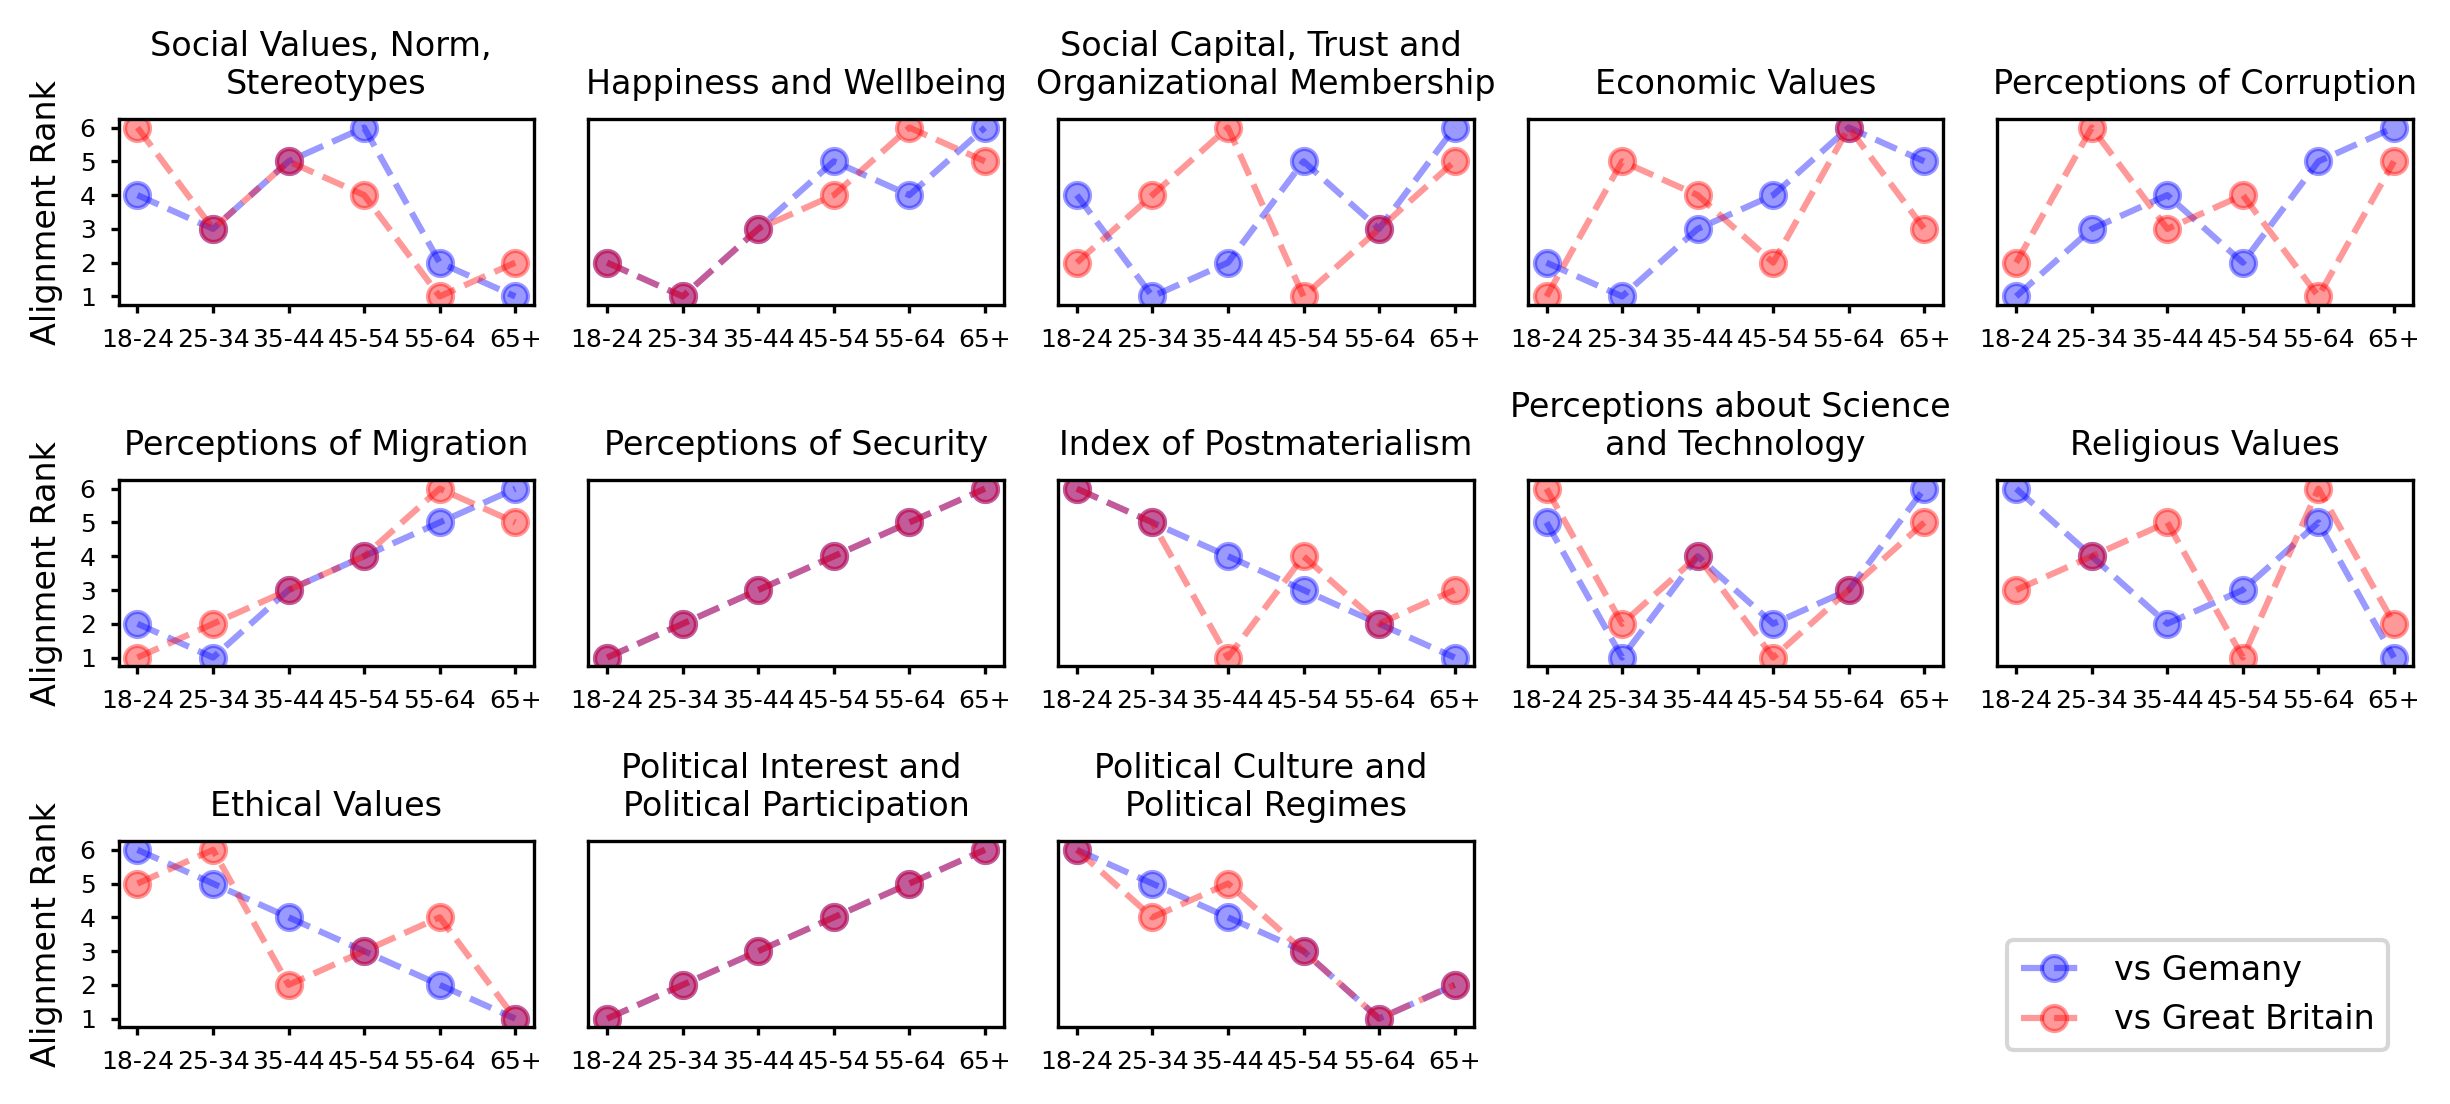 Social Values, Norm,
Stereotypes
Happiness and Wellbeing
Social Capital, Trust and
Organizational Membership
Economic Values
Perceptions of Corruption
Alignment Rank
6
5
4
3
2
1
18-24 25-34 35-44 45-54 55-64 65+
18-24 25-34 35-44 45-54 55-64 65+
18-24 25-34 35-44 45-54 55-64 65+
18-24 25-34 35-44 45-54 55-64 65+
18-24 25-34 35-44 45-54 55-64 65+
Perceptions of Migration
Perceptions of Security
Index of Postmaterialism
Perceptions about Science
and Technology
Religious Values
Alignment Rank
6
5
4
3
2
1
18-24 25-34 35-44 45-54 55-64 65+
18-24 25-34 35-44 45-54 55-64 65+
18-24 25-34 35-44 45-54 55-64 65+
18-24 25-34 35-44 45-54 55-64 65+
18-24 25-34 35-44 45-54 55-64 65+
Ethical Values
Political Interest and
Political Participation
Political Culture and
Political Regimes
Alignment Rank
6
5
4
3
2
1
18-24 25-34 35-44 45-54 55-64 65+
18-24 25-34 35-44 45-54 55-64 65+
18-24 25-34 35-44 45-54 55-64 65+
vs Gemany
vs Great Britain